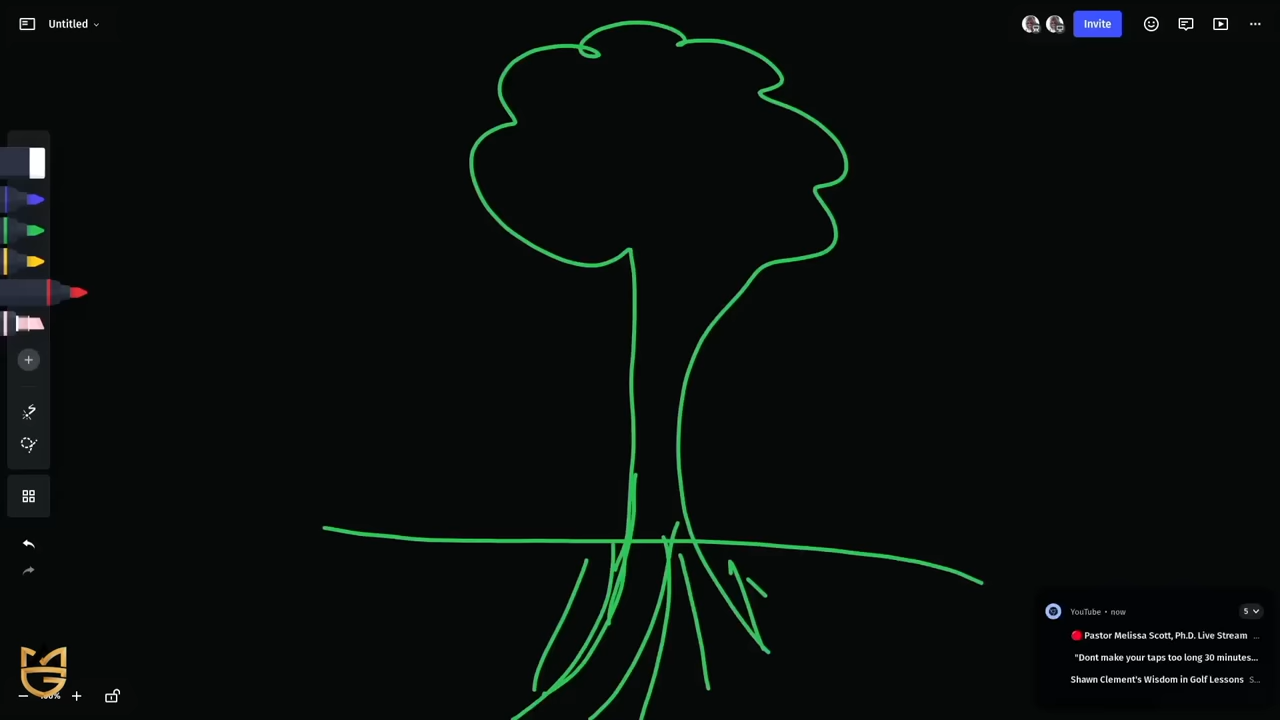 Untitled
Invite
YouTube • now
5
Pastor Melissa Scott, Ph.D. Live Stream ...
"Dont make your taps too long 30 minutes...
Shawn Clement's Wisdom in Golf Lessons S...